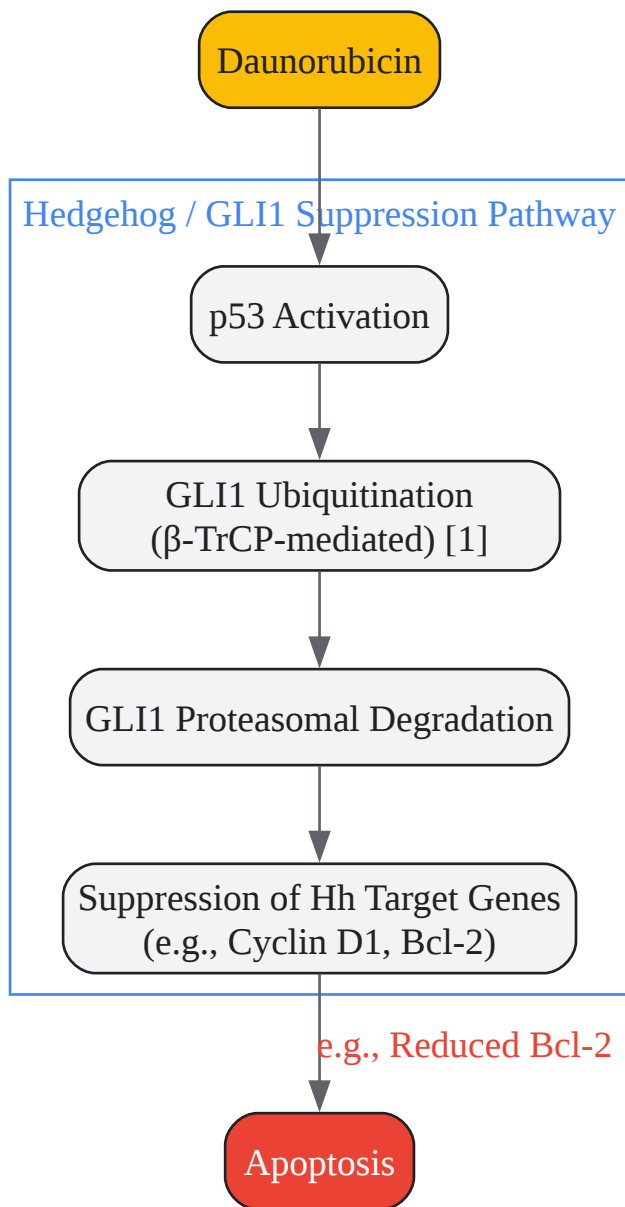 Daunorubicin
Hedgehog / GLI1 Suppression Pathway
p53 Activation
GLI1 Ubiquitination
(β-TrCP-mediated) [1]
GLI1 Proteasomal Degradation
Suppression of Hh Target Genes
(e.g., Cyclin D1, Bcl-2)
e.g., Reduced Bcl-2
Apoptosis